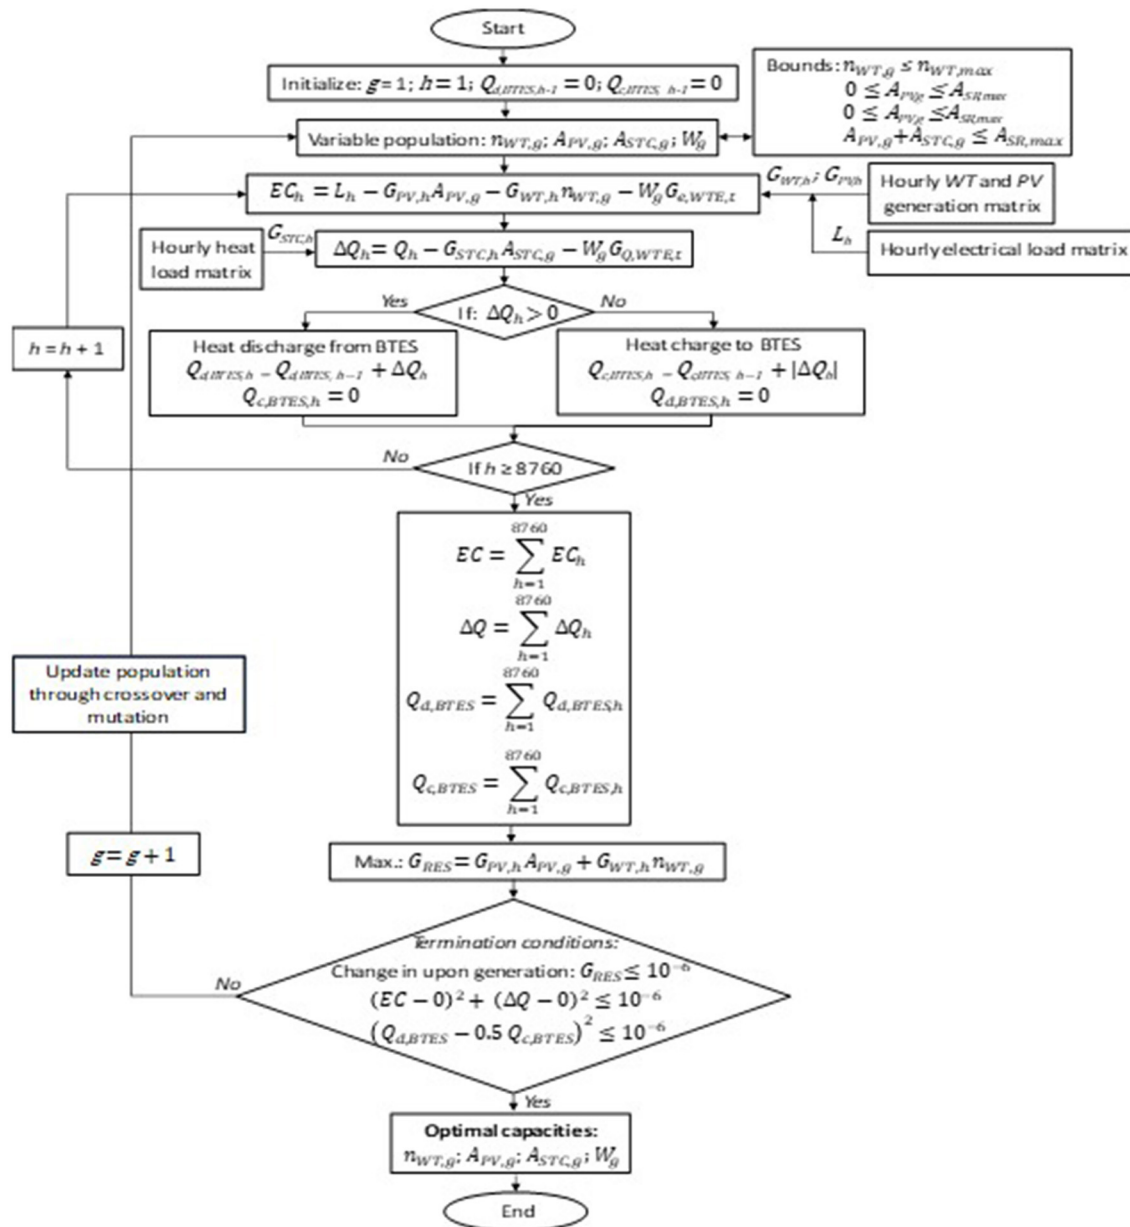 Start
Initialize: g=1; h=1; Q_{d,BTES,h-1}=0; Q_{c,BTES, h-1}=0
Bounds: n_{WT,g} ≤ n_{WT,max}
0 ≤ A_{PV,g} ≤ A_{SR,max}
0 ≤ A_{PV,g} ≤ A_{SR,max}
A_{PV,g}+A_{STC,g} ≤ A_{SR,max}
Variable population: n_{WT,g}; A_{PV,g}; A_{STC,g}; W_g
EC_h = L_h − G_{PV,h}A_{PV,g} − G_{WT,h}n_{WT,g} − W_gG_{e,WTE,t}
G_{WT,h}; G_{PV,h}
Hourly WT and PV
generation matrix
L_h
Hourly electrical load matrix
Hourly heat
load matrix
G_{STC,h}
ΔQ_h = Q_h − G_{STC,h}A_{STC,g} − W_gG_{Q,WTE,t}
If: ΔQ_h > 0
Yes
No
h = h + 1
Heat discharge from BTES
Q_{d,BTES,h} − Q_{d,BTES, h−1} + ΔQ_h
Q_{c,BTES,h} = 0
Heat charge to BTES
Q_{c,BTES,h} − Q_{c,BTES, h−1} + |ΔQ_h|
Q_{d,BTES,h} = 0
No
If h ≥ 8760
Yes
EC = ∑_{h=1}^{8760} EC_h
ΔQ = ∑_{h=1}^{8760} ΔQ_h
Q_{d,BTES} = ∑_{h=1}^{8760} Q_{d,BTES,h}
Q_{c,BTES} = ∑_{h=1}^{8760} Q_{c,BTES,h}
Update population
through crossover and
mutation
g = g + 1
Max.: G_{RES} = G_{PV,h}A_{PV,g} + G_{WT,h}n_{WT,g}
Termination conditions:
Change in upon generation: G_{RES} ≤ 10^{−6}
(EC − 0)^2 + (ΔQ − 0)^2 ≤ 10^{−6}
(Q_{d,BTES} − 0.5 Q_{c,BTES})^2 ≤ 10^{−6}
No
Yes
Optimal capacities:
n_{WT,g}; A_{PV,g}; A_{STC,g}; W_g
End